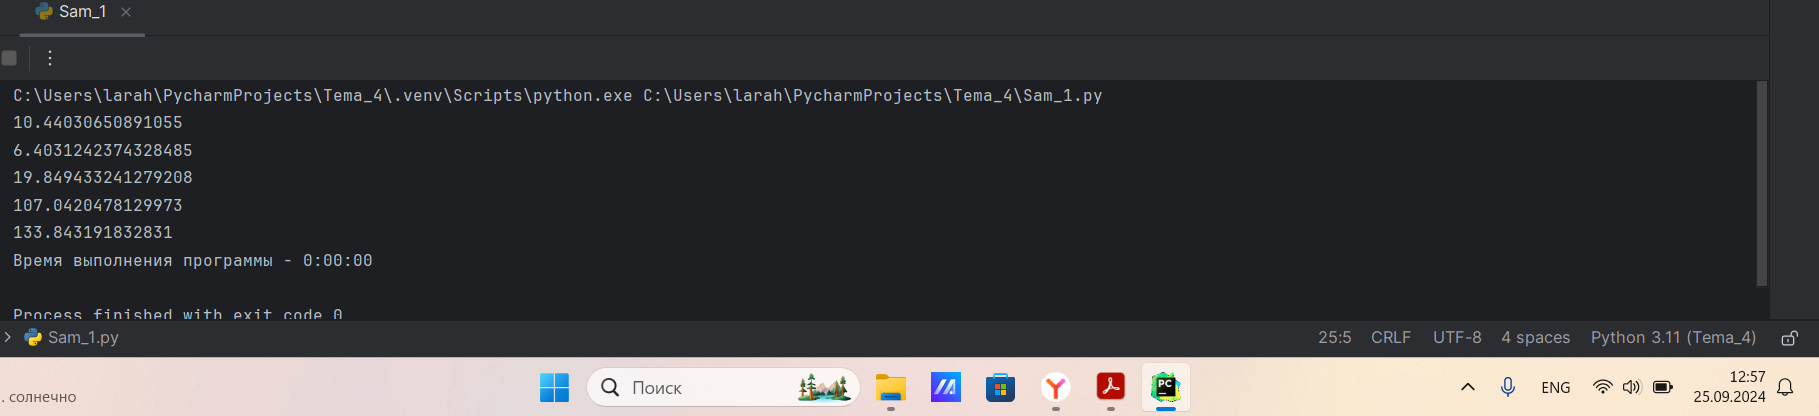 Sam_1
C:\Users\larah\PycharmProjects\Tema_4\.venv\Scripts\python.exe C:\Users\larah\PycharmProjects\Tema_4\Sam_1.py
10.44030650891055
6.4031242374328485
19.849433241279208
107.0420478129973
133.843191832831
Время выполнения программы - 0:00:00
Process finished with exit code 0
Sam_1.py 25:5 CRLF UTF-8 4 spaces Python 3.11 (Tema_4)
. солнечно
Поиск
PC
ENG
12:57
25.09.2024